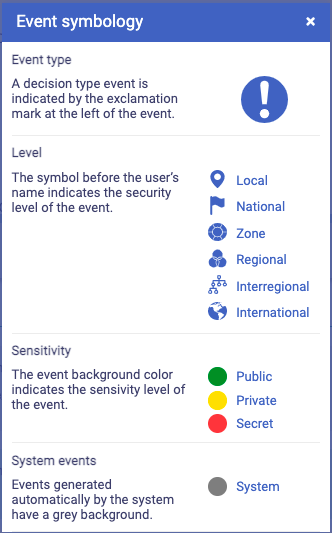 Event symbology
Event type
A decision type event is
indicated by the exclamation
mark at the left of the event.
Level
The symbol before the user's
name indicates the security
level of the event.
Local
National
Zone
Regional
Interregional
International
Sensitivity
The event background color
indicates the sensivity level of
the event.
Public
Private
Secret
System events
Events generated
automatically by the system
have a grey background.
System